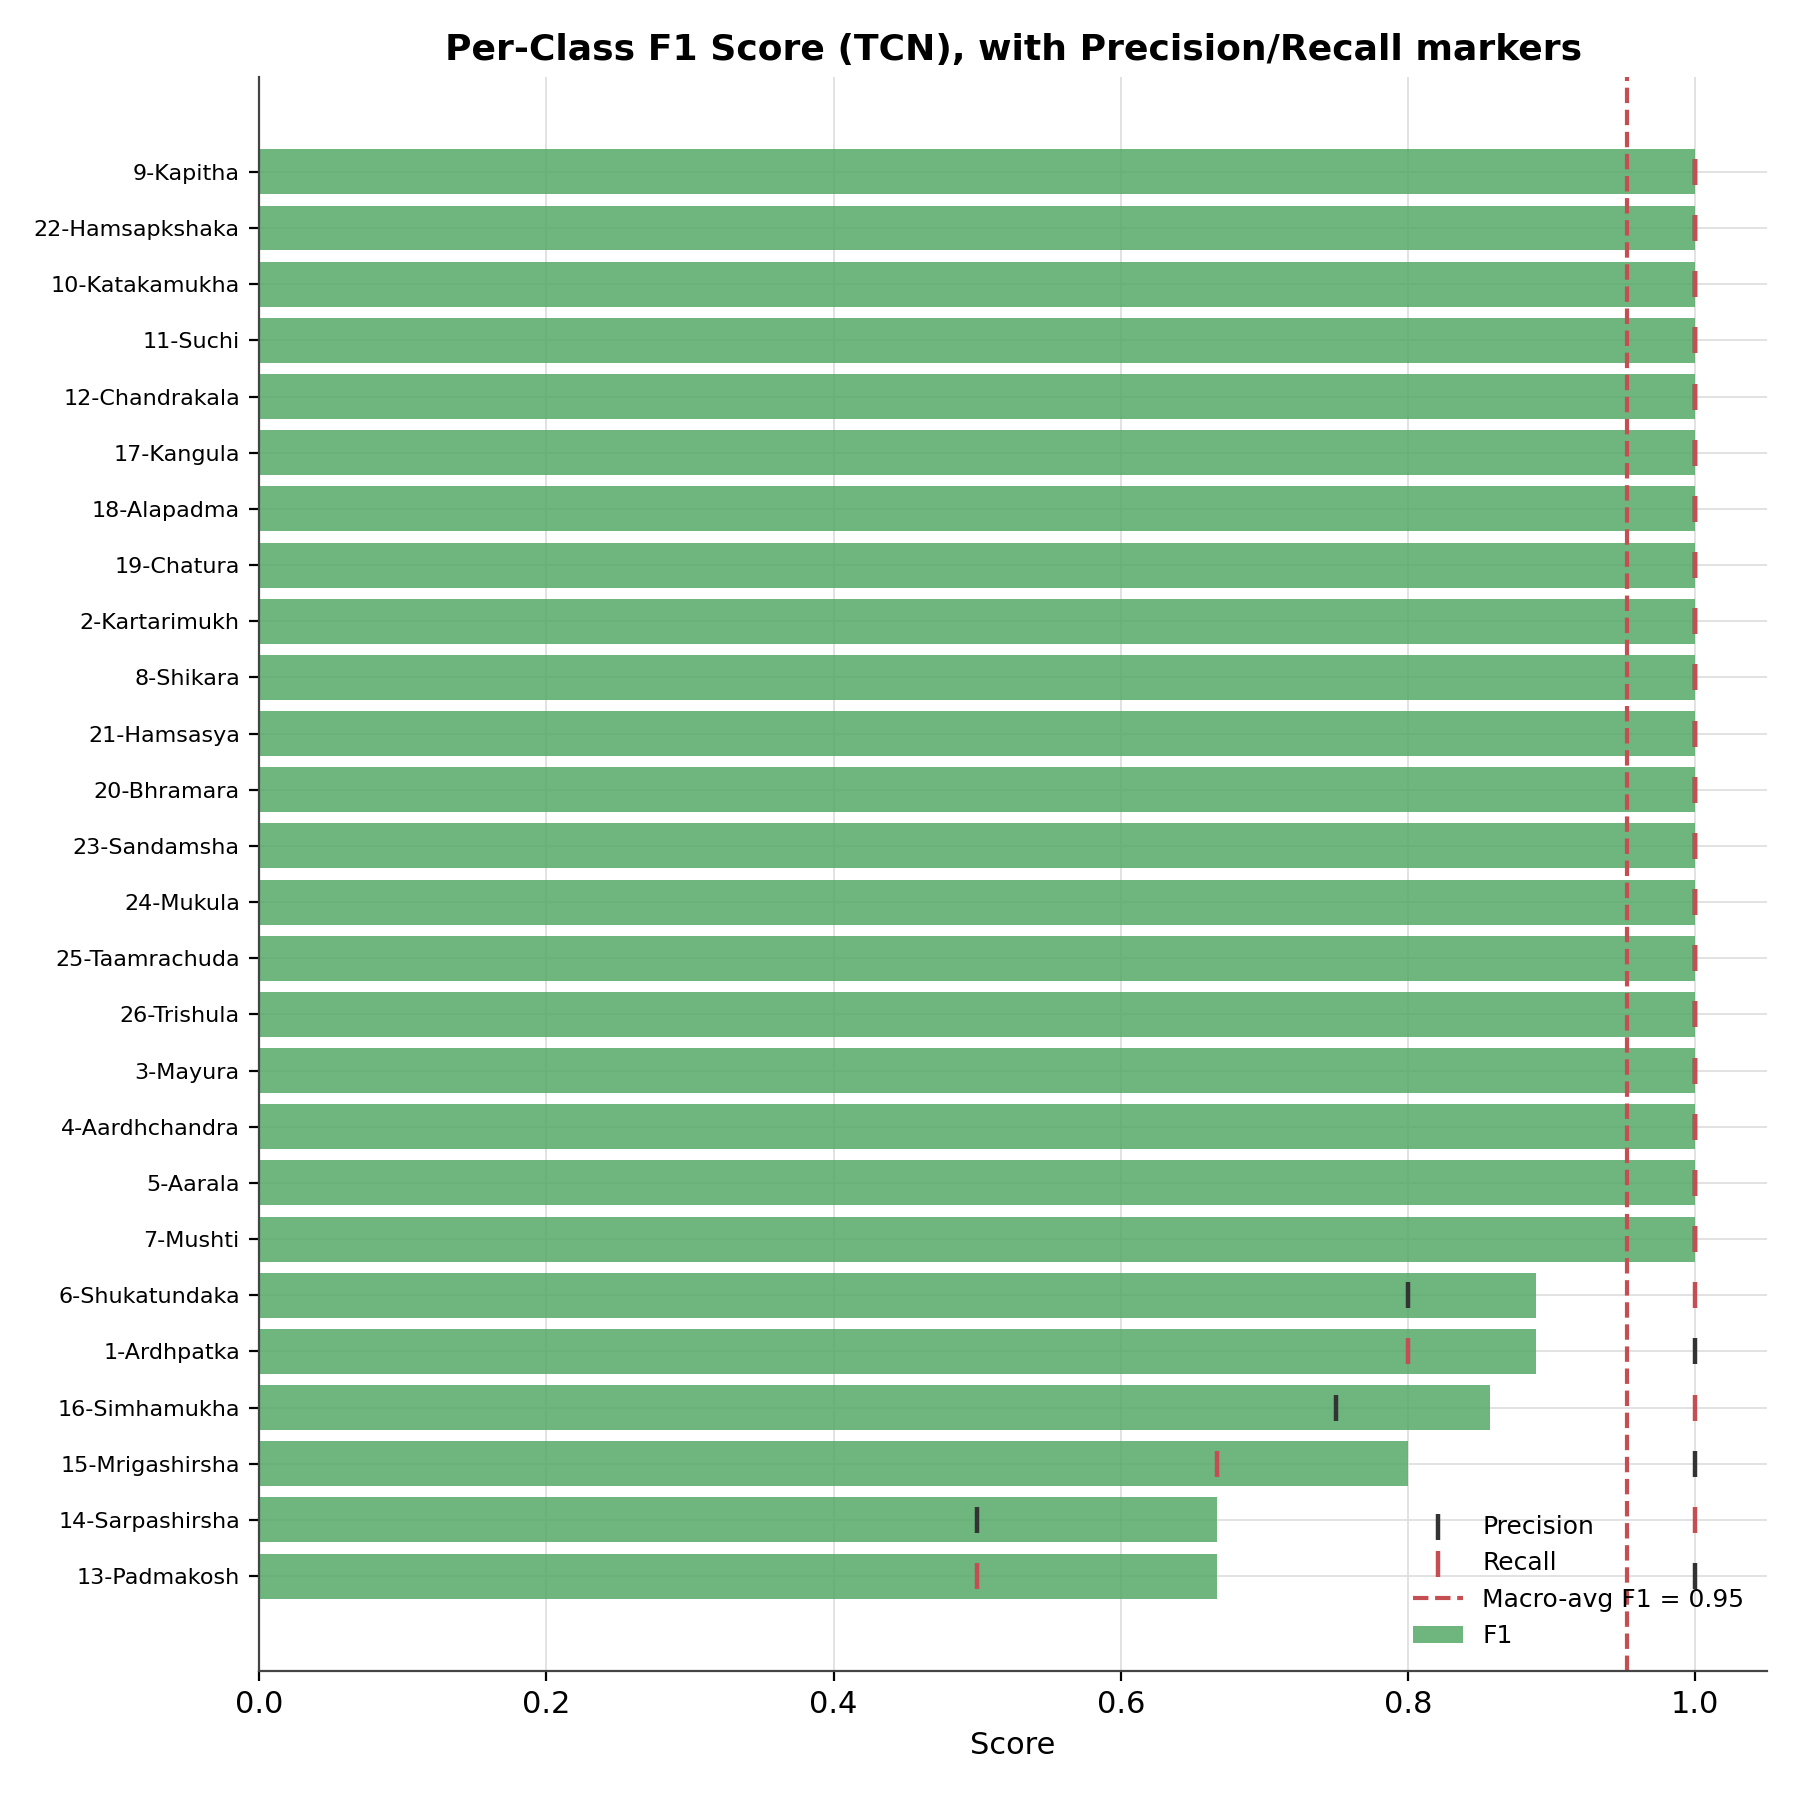 Per-Class F1 Score (TCN), with Precision/Recall markers
9-Kapitha
22-Hamsapkshaka
10-Katakamukha
11-Suchi
12-Chandrakala
17-Kangula
18-Alapadma
19-Chatura
2-Kartarimukh
8-Shikara
21-Hamsasya
20-Bhramara
23-Sandamsha
24-Mukula
25-Taamrachuda
26-Trishula
3-Mayura
4-Aardhchandra
5-Aarala
7-Mushti
6-Shukatundaka
1-Ardhpatka
16-Simhamukha
15-Mrigashirsha
14-Sarpashirsha
13-Padmakosh
Precision
Recall
Macro-avg F1 = 0.95
F1
0.0 0.2 0.4 0.6 0.8 1.0
Score